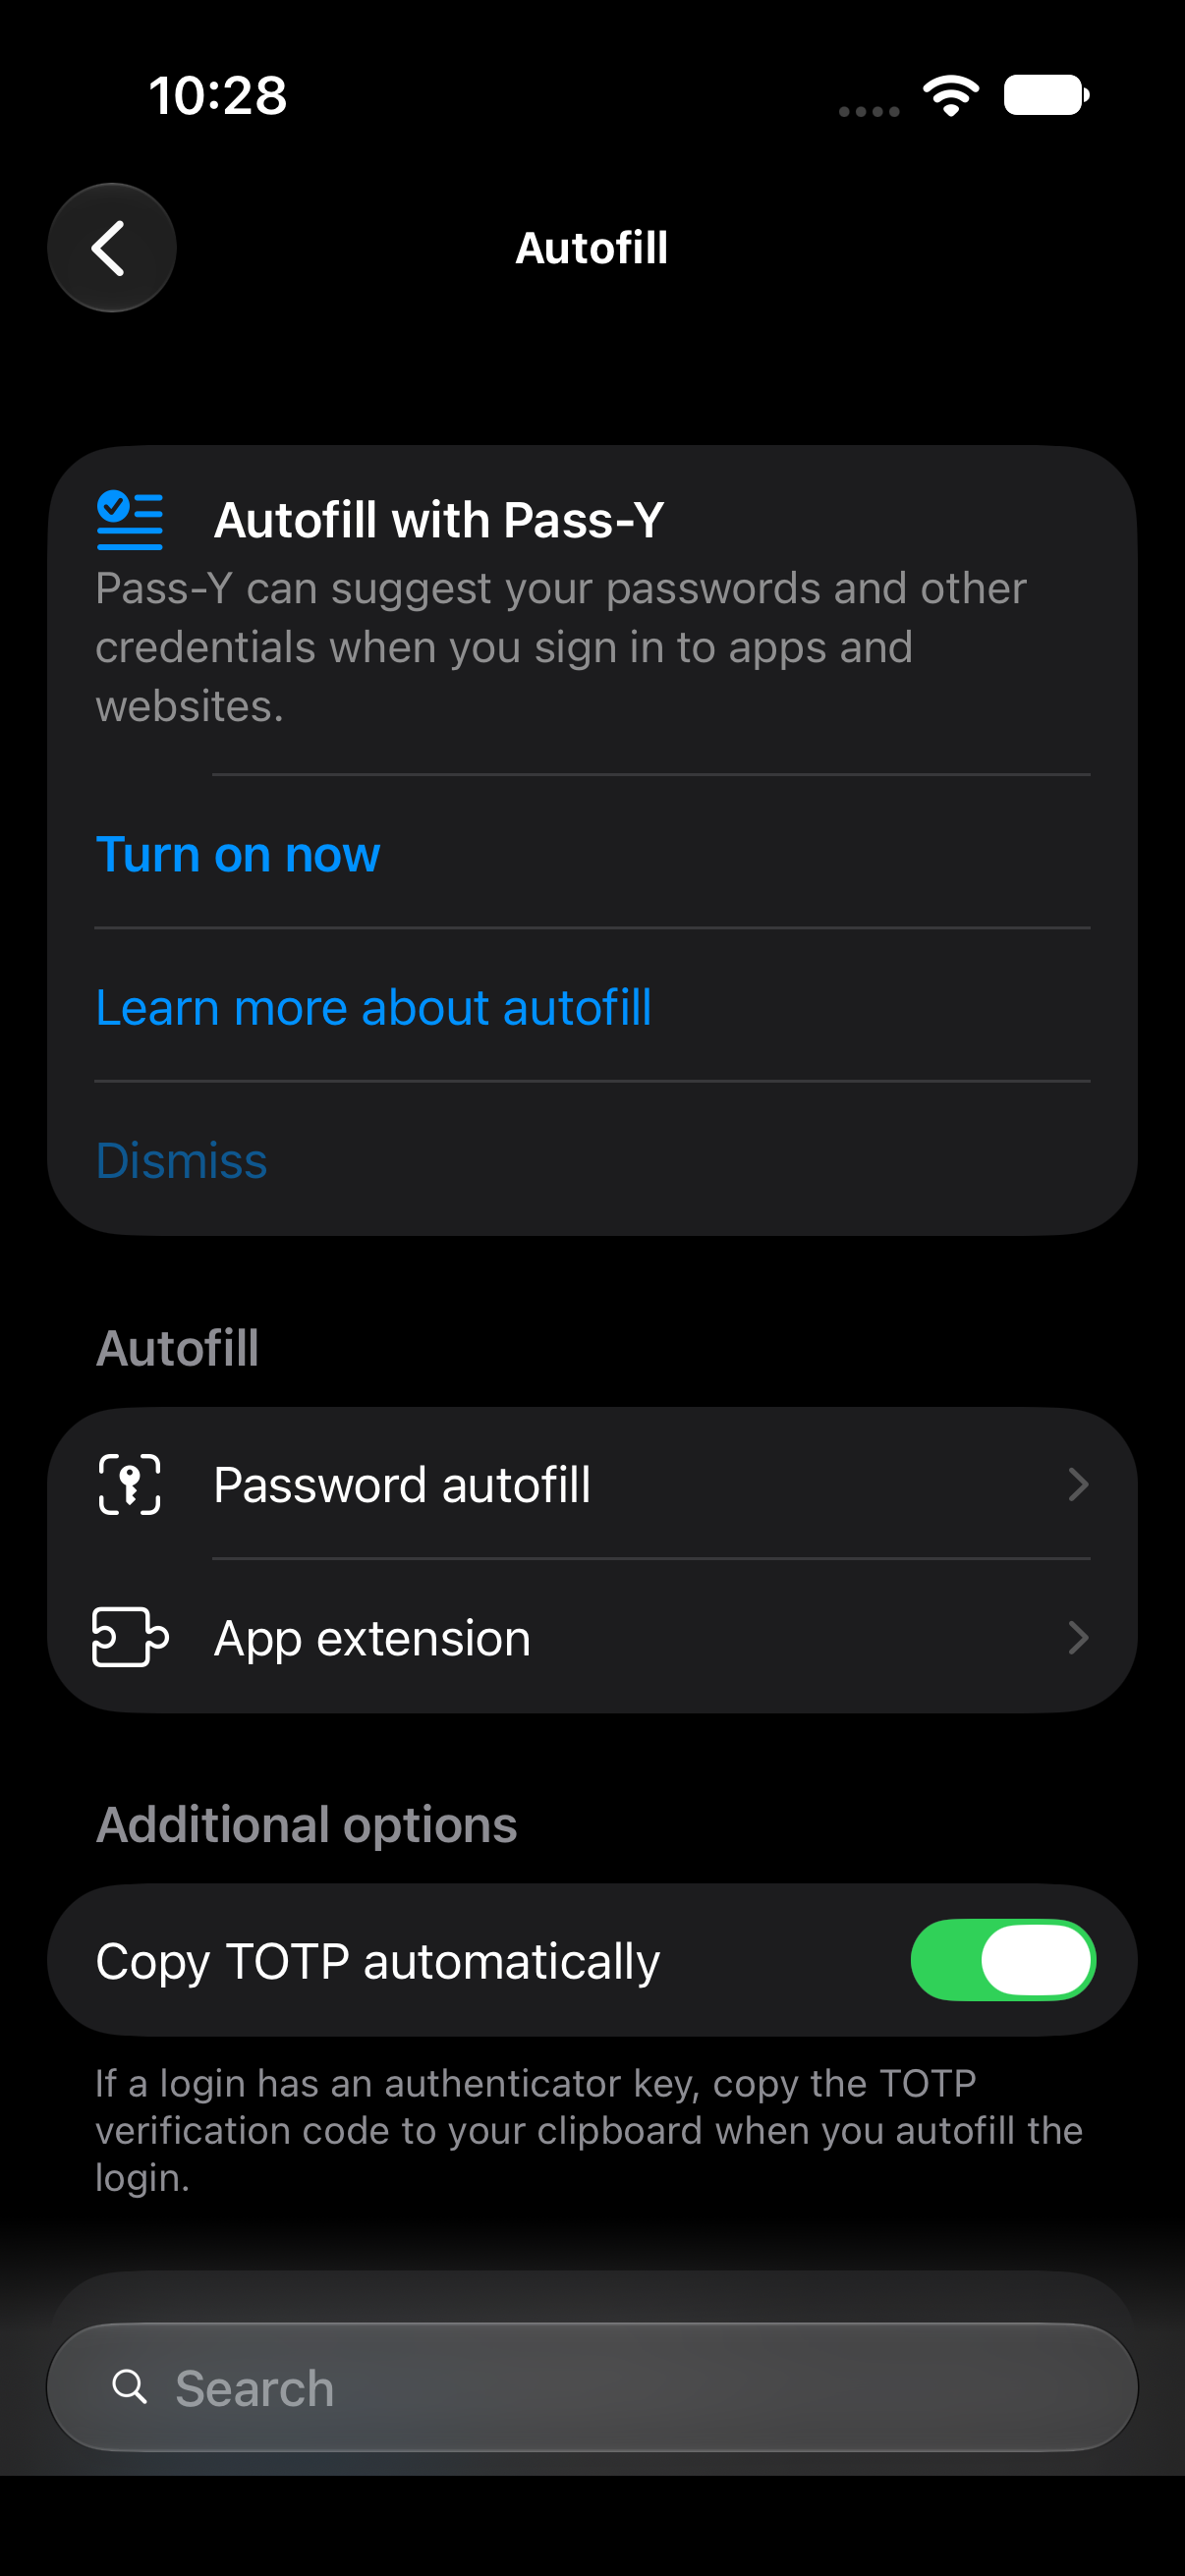 10:28
Autofill
Autofill with Pass-Y
Pass-Y can suggest your passwords and other
credentials when you sign in to apps and
websites.
Turn on now
Learn more about autofill
Dismiss
Autofill
Password autofill
App extension
Additional options
Copy TOTP automatically
If a login has an authenticator key, copy the TOTP
verification code to your clipboard when you autofill the
login.
Search